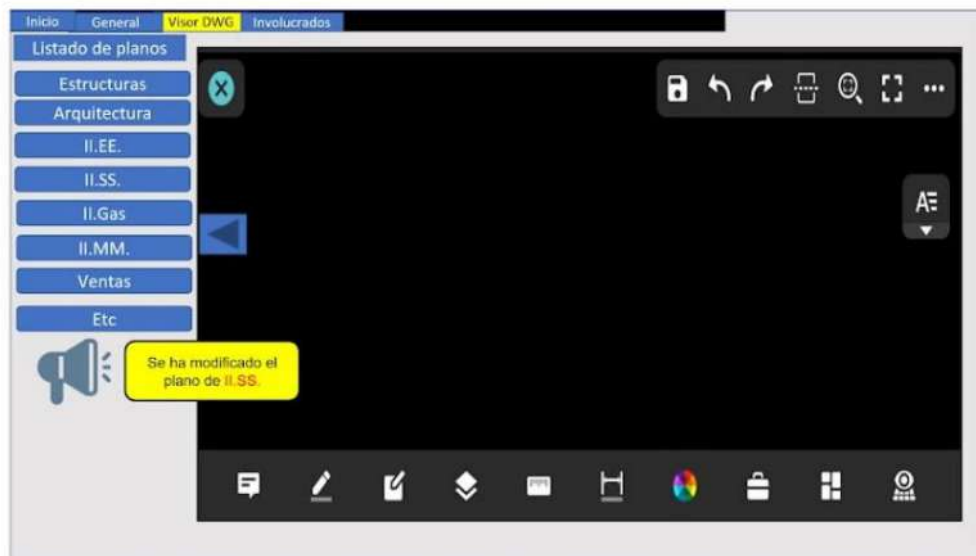 Inicio General Visor DWG Involucrados
Listado de planos
Estructuras
Arquitectura
II.EE.
II.SS.
II.Gas
II.MM.
Ventas
Etc
Se ha modificado el
plano de II.SS.
A